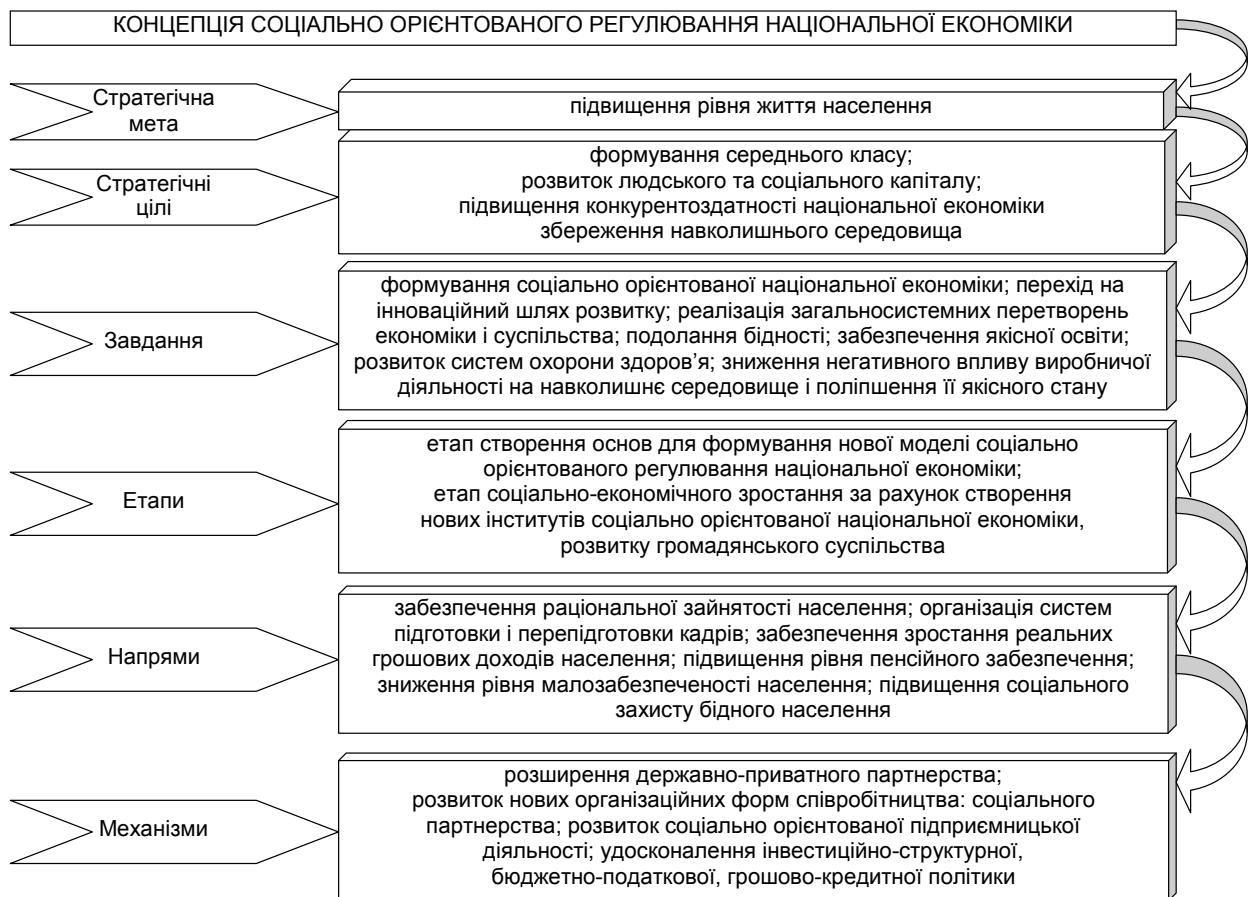 КОНЦЕПЦІЯ СОЦІАЛЬНО ОРІЄНТОВАНОГО РЕГУЛЮВАННЯ НАЦІОНАЛЬНОЇ ЕКОНОМІКИ
Стратегічна
мета
підвищення рівня життя населення
Стратегічні
цілі
формування середнього класу;
розвиток людського та соціального капіталу;
підвищення конкурентоздатності національної економіки
збереження навколишнього середовища
Завдання
формування соціально орієнтованої національної економіки; перехід на
інноваційний шлях розвитку; реалізація загальносистемних перетворень
економіки і суспільства; подолання бідності; забезпечення якісної освіти;
розвиток систем охорони здоров’я; зниження негативного впливу виробничої
діяльності на навколишнє середовище і поліпшення її якісного стану
Етапи
етап створення основ для формування нової моделі соціально
орієнтованого регулювання національної економіки;
етап соціально-економічного зростання за рахунок створення
нових інститутів соціально орієнтованої національної економіки,
розвитку громадянського суспільства
Напрями
забезпечення раціональної зайнятості населення; організація систем
підготовки і перепідготовки кадрів; забезпечення зростання реальних
грошових доходів населення; підвищення рівня пенсійного забезпечення;
зниження рівня малозабезпеченості населення; підвищення соціального
захисту бідного населення
Механізми
розширення державно-приватного партнерства;
розвиток нових організаційних форм співробітництва: соціального
партнерства; розвиток соціально орієнтованої підприємницької
діяльності; удосконалення інвестиційно-структурної,
бюджетно-податкової, грошово-кредитної політики